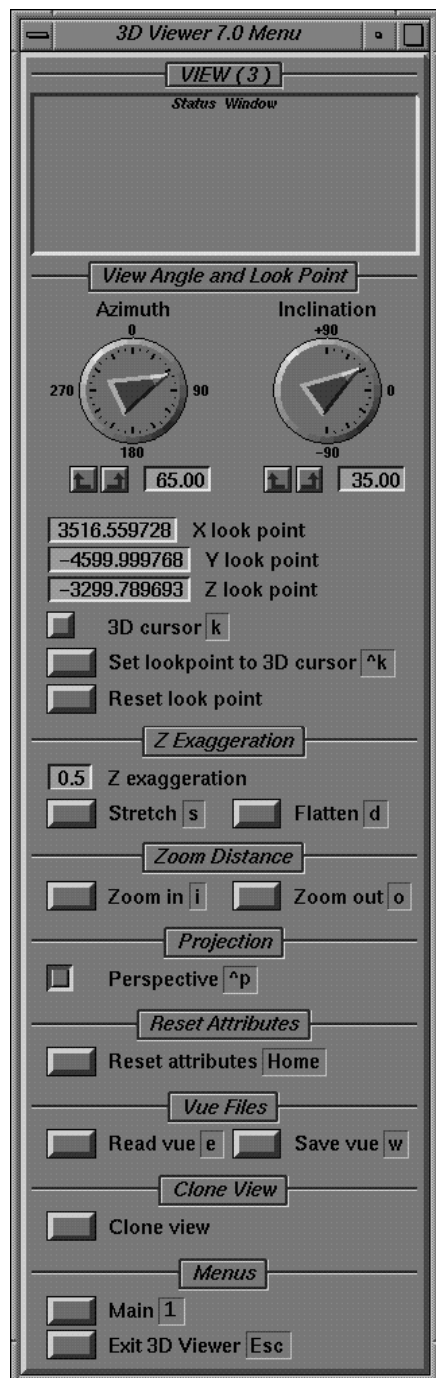 3D Viewer 7.0 Menu
VIEW ( 3 )
Status Window
View Angle and Look Point
Azimuth Inclination
0 +90
270 90 0
180 -90
65.00 35.00
3516.559728 X look point
-4599.999768 Y look point
-3299.789693 Z look point
3D cursor k
Set lookpoint to 3D cursor ^k
Reset look point
Z Exaggeration
0.5 Z exaggeration
Stretch s Flatten d
Zoom Distance
Zoom in i Zoom out o
Projection
Perspective ^p
Reset Attributes
Reset attributes Home
Vue Files
Read vue e Save vue w
Clone View
Clone view
Menus
Main 1
Exit 3D Viewer Esc